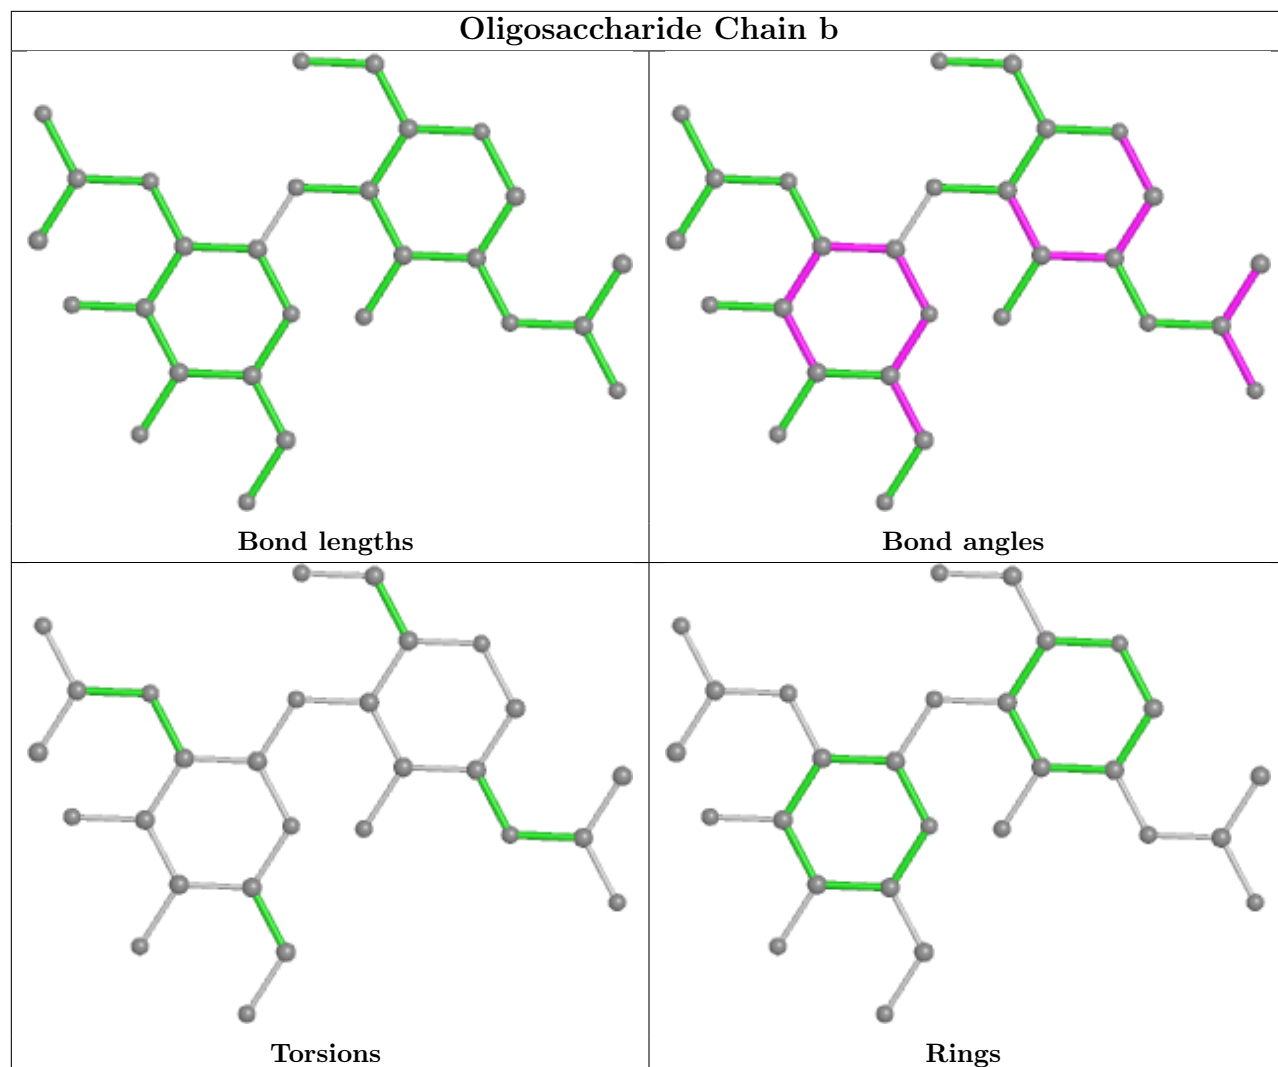 Oligosaccharide Chain b
Bond lengths
Bond angles
Torsions
Rings